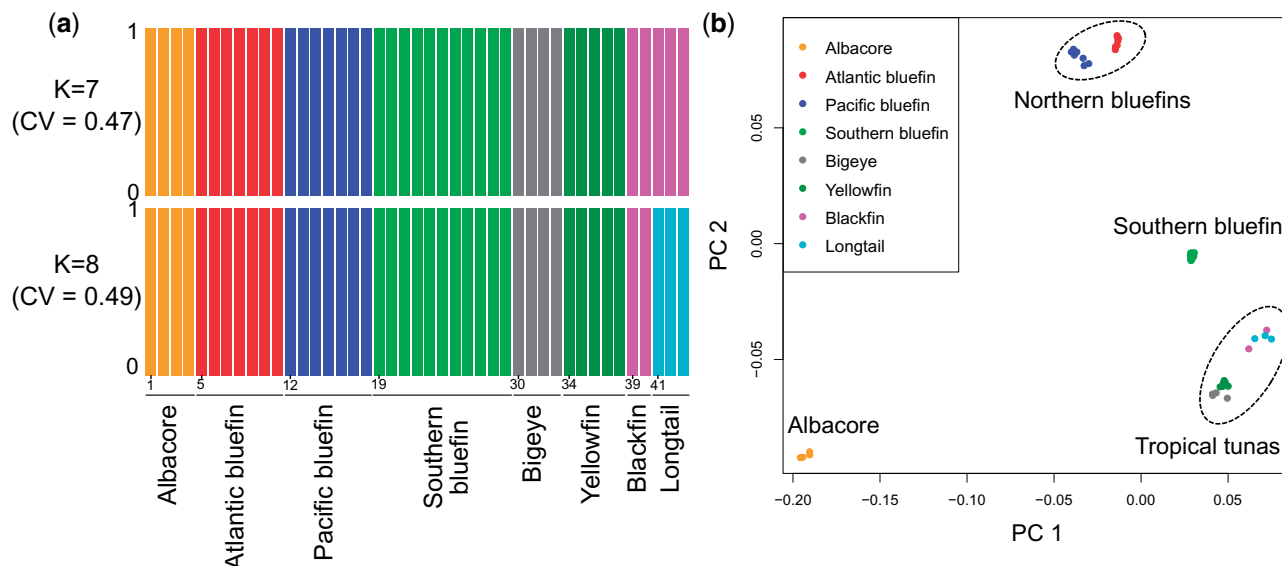 (a)
1
K=7
(CV = 0.47)
0
1
K=8
(CV = 0.49)
0
1 5 12 19 30 34 39 41
Albacore
Atlantic bluefin
Pacific bluefin
Southern
bluefin
Bigeye
Yellowfin
Blackfin
Longtail
(b)
Albacore
Atlantic bluefin
Pacific bluefin
Southern bluefin
Bigeye
Yellowfin
Blackfin
Longtail
Northern bluefins
Southern bluefin
Tropical tunas
Albacore
PC 2
0.05
0.00
−0.05
−0.20 −0.15 −0.10 −0.05 0.00 0.05
PC 1